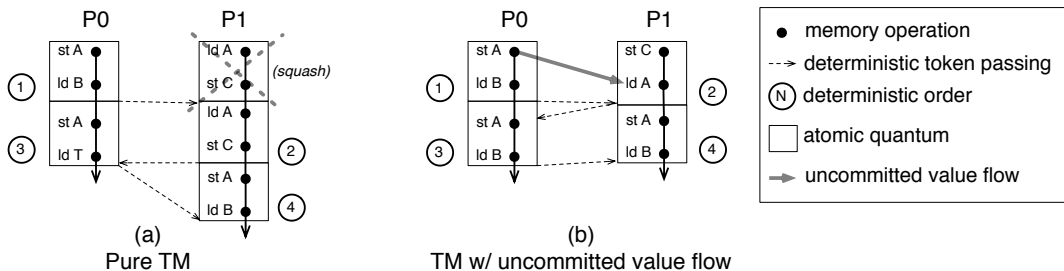 P0
P1
st A
ld B
st A
ld T
1
3
ld A
st C
(squash)
ld A
st C
st A
ld B
2
4
(a)
Pure TM
P0
P1
st A
ld B
st A
ld B
1
3
st C
ld A
st A
ld B
2
4
(b)
TM w/ uncommitted value flow
memory operation
deterministic token passing
N deterministic order
atomic quantum
uncommitted value flow